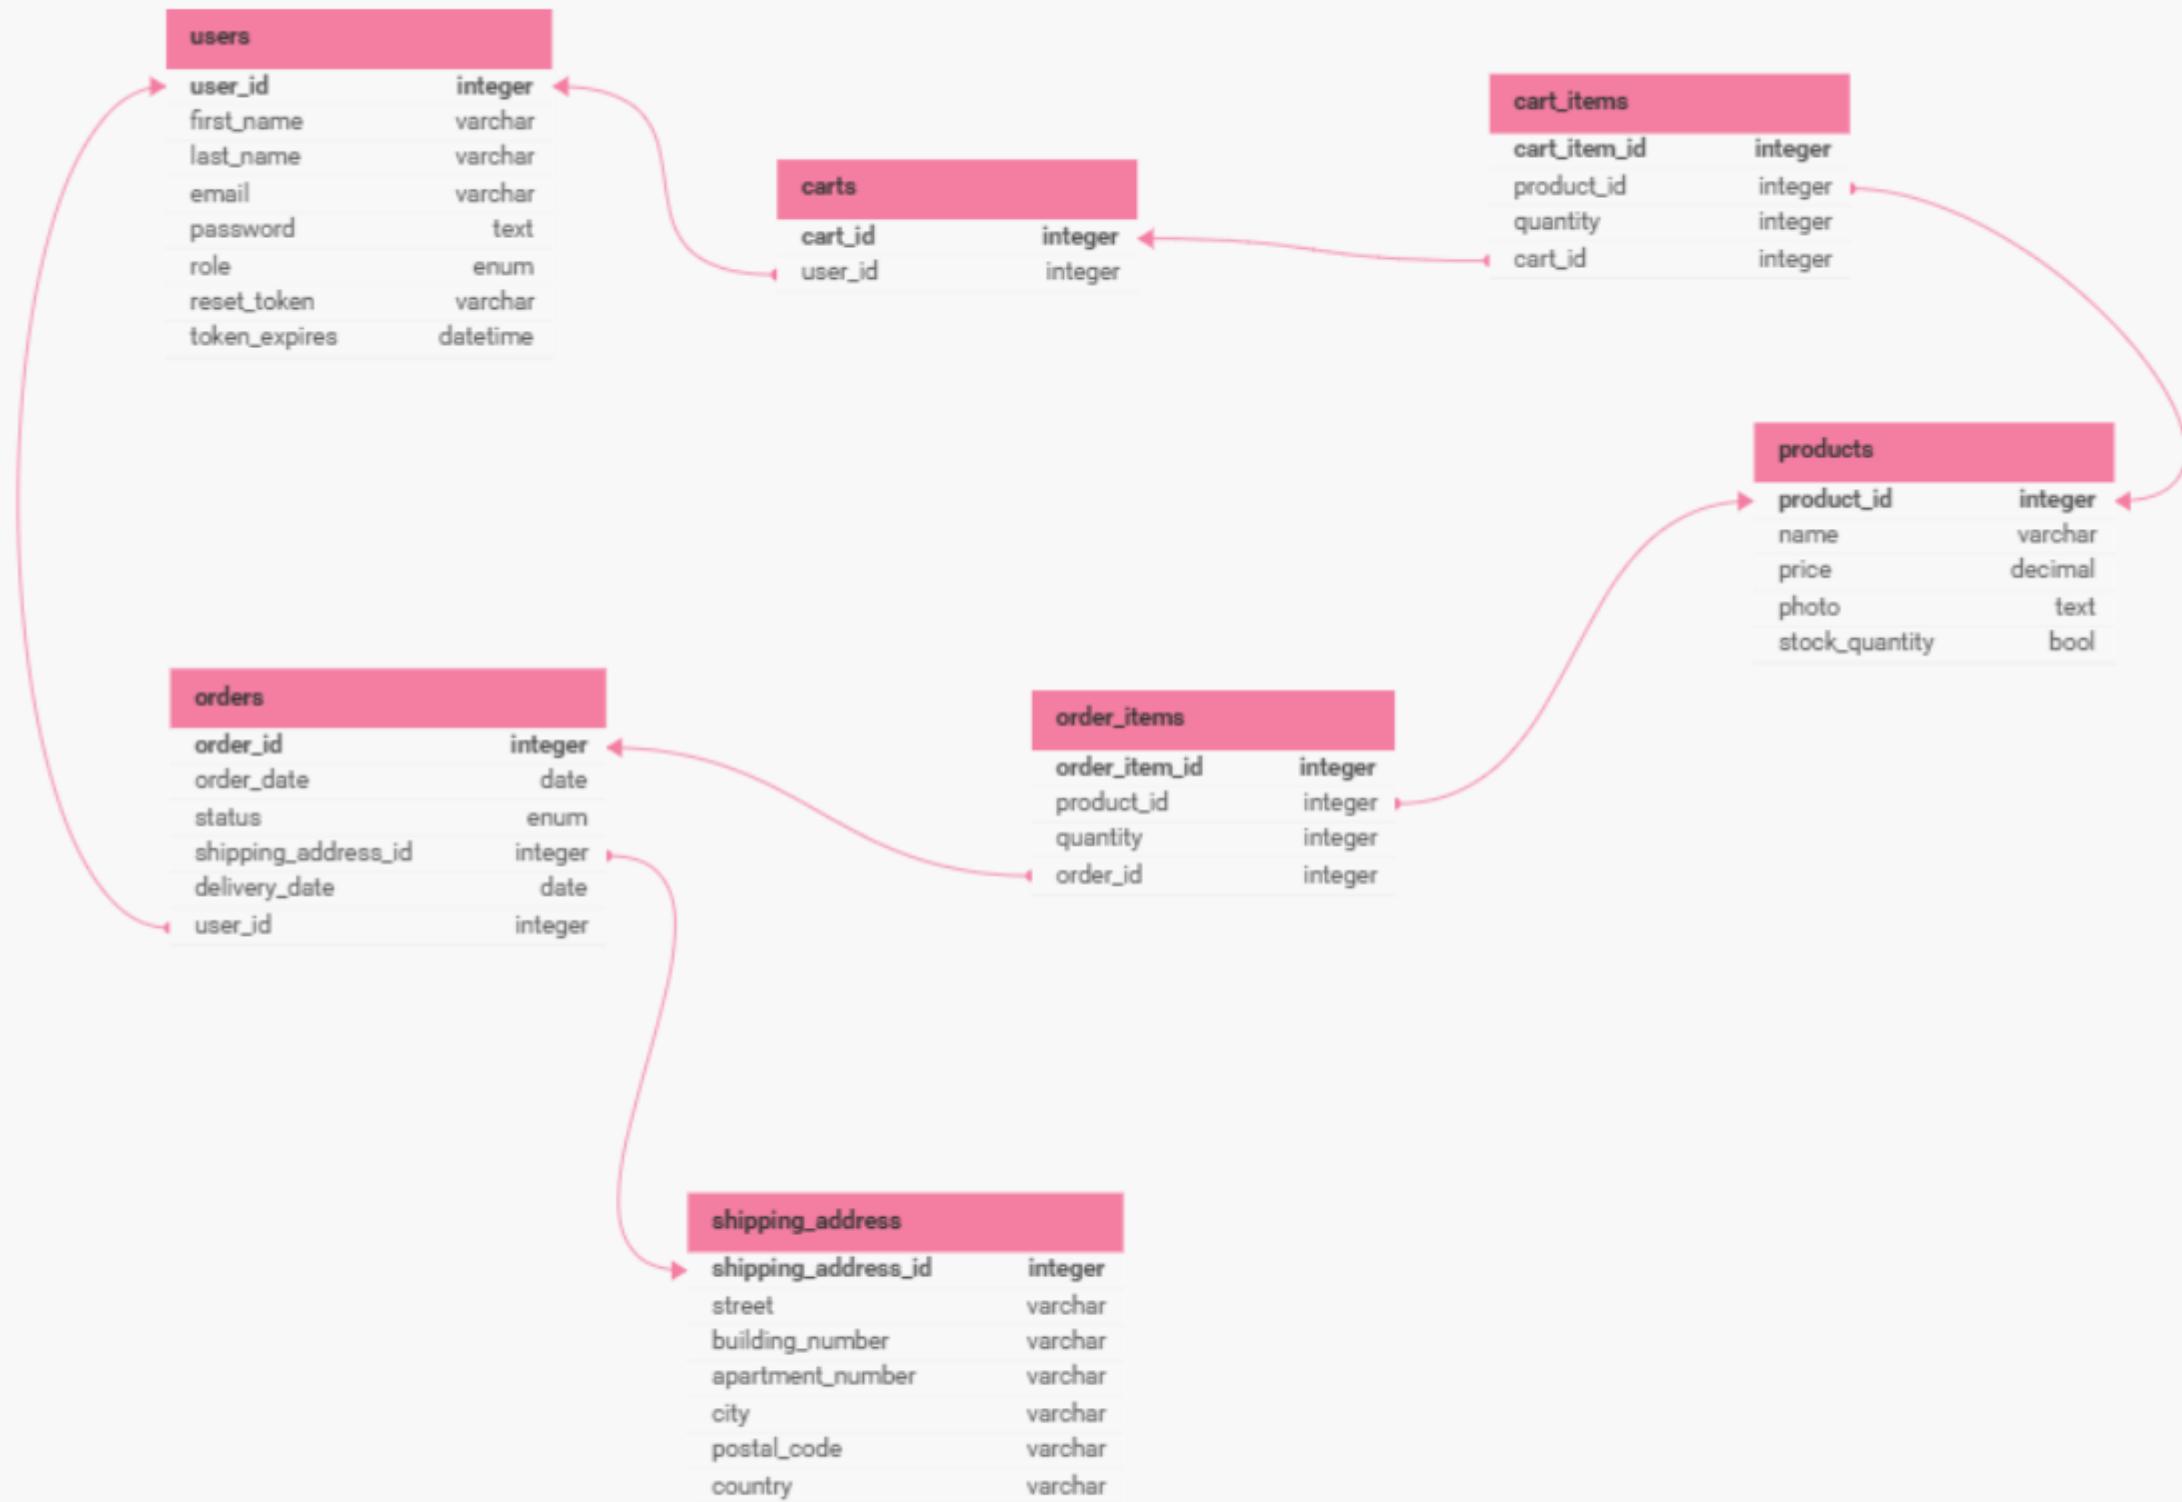 users
user_id integer
first_name varchar
last_name varchar
email varchar
password text
role enum
reset_token varchar
token_expires datetime
carts
cart_id integer
user_id integer
cart_items
cart_item_id integer
product_id integer
quantity integer
cart_id integer
products
product_id integer
name varchar
price decimal
photo text
stock_quantity bool
orders
order_id integer
order_date date
status enum
shipping_address_id integer
delivery_date date
user_id integer
order_items
order_item_id integer
product_id integer
quantity integer
order_id integer
shipping_address
shipping_address_id integer
street varchar
building_number varchar
apartment_number varchar
city varchar
postal_code varchar
country varchar